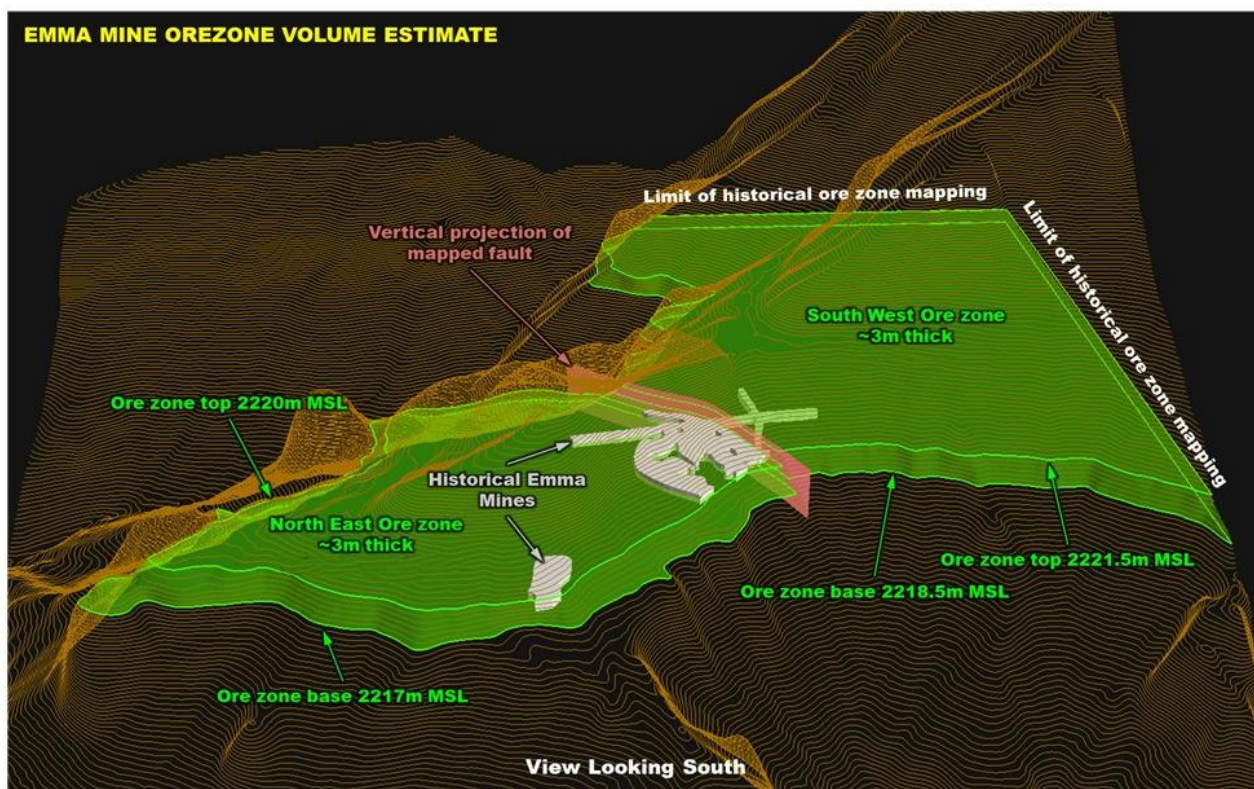 EMMA MINE OREZONE VOLUME ESTIMATE
Limit of historical ore zone mapping
Limit of historical ore zone mapping
Vertical projection of
mapped fault
South West Ore zone
~3m thick
Ore zone top 2220m MSL
Historical Emma
Mines
North East Ore zone
~3m thick
Ore zone top 2221.5m MSL
Ore zone base 2218.5m MSL
Ore zone base 2217m MSL
View Looking South